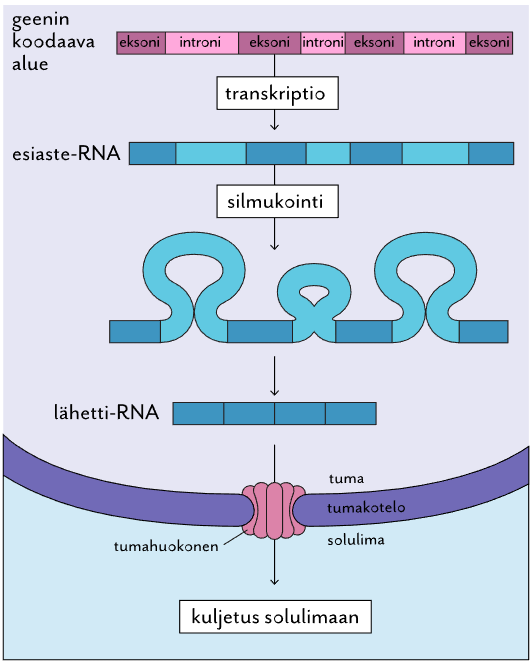 geenin
koodaava
alue
eksoni introni eksoni introni eksoni introni eksoni
transkriptio
esiaste-RNA
silmukointi
lähetti-RNA
tuma
tumakotelo
solulima
tumahuokonen
kuljetus solulimaan